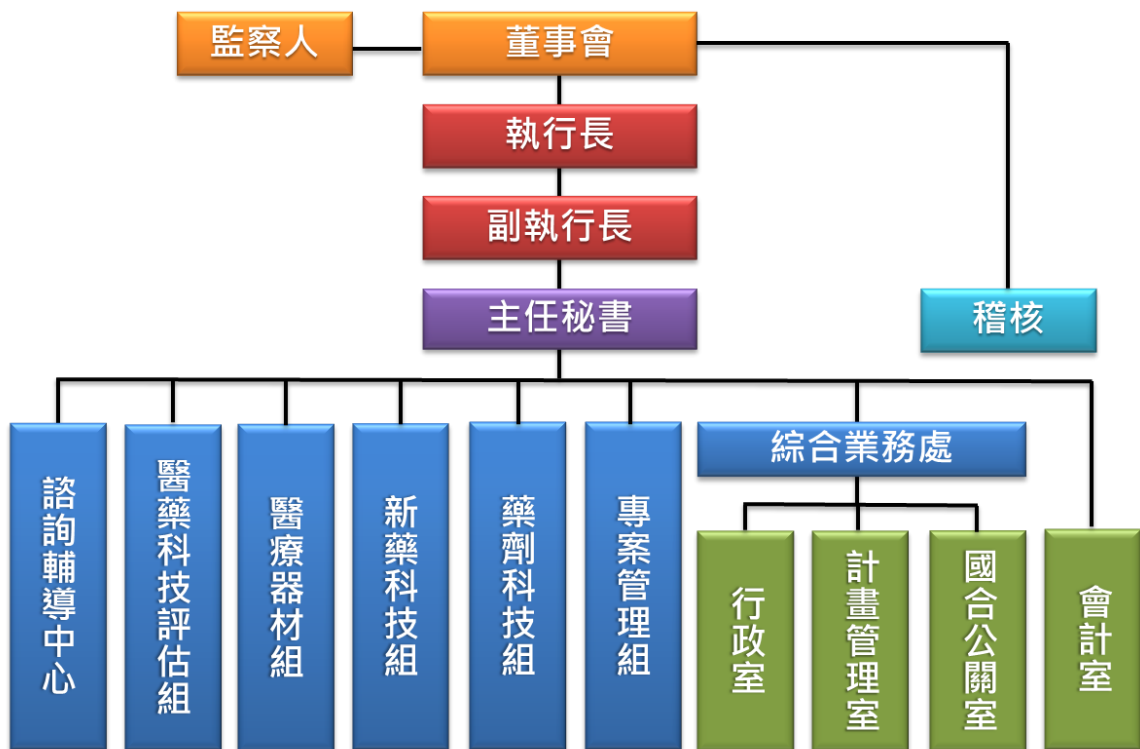 監察人
董事會
執行長
副執行長
主任秘書
稽核
諮詢輔導中心
醫藥科技評估組
醫療器材組
新藥科技組
藥劑科技組
專案管理組
綜合業務處
行政室
計畫管理室
國合公關室
會計室